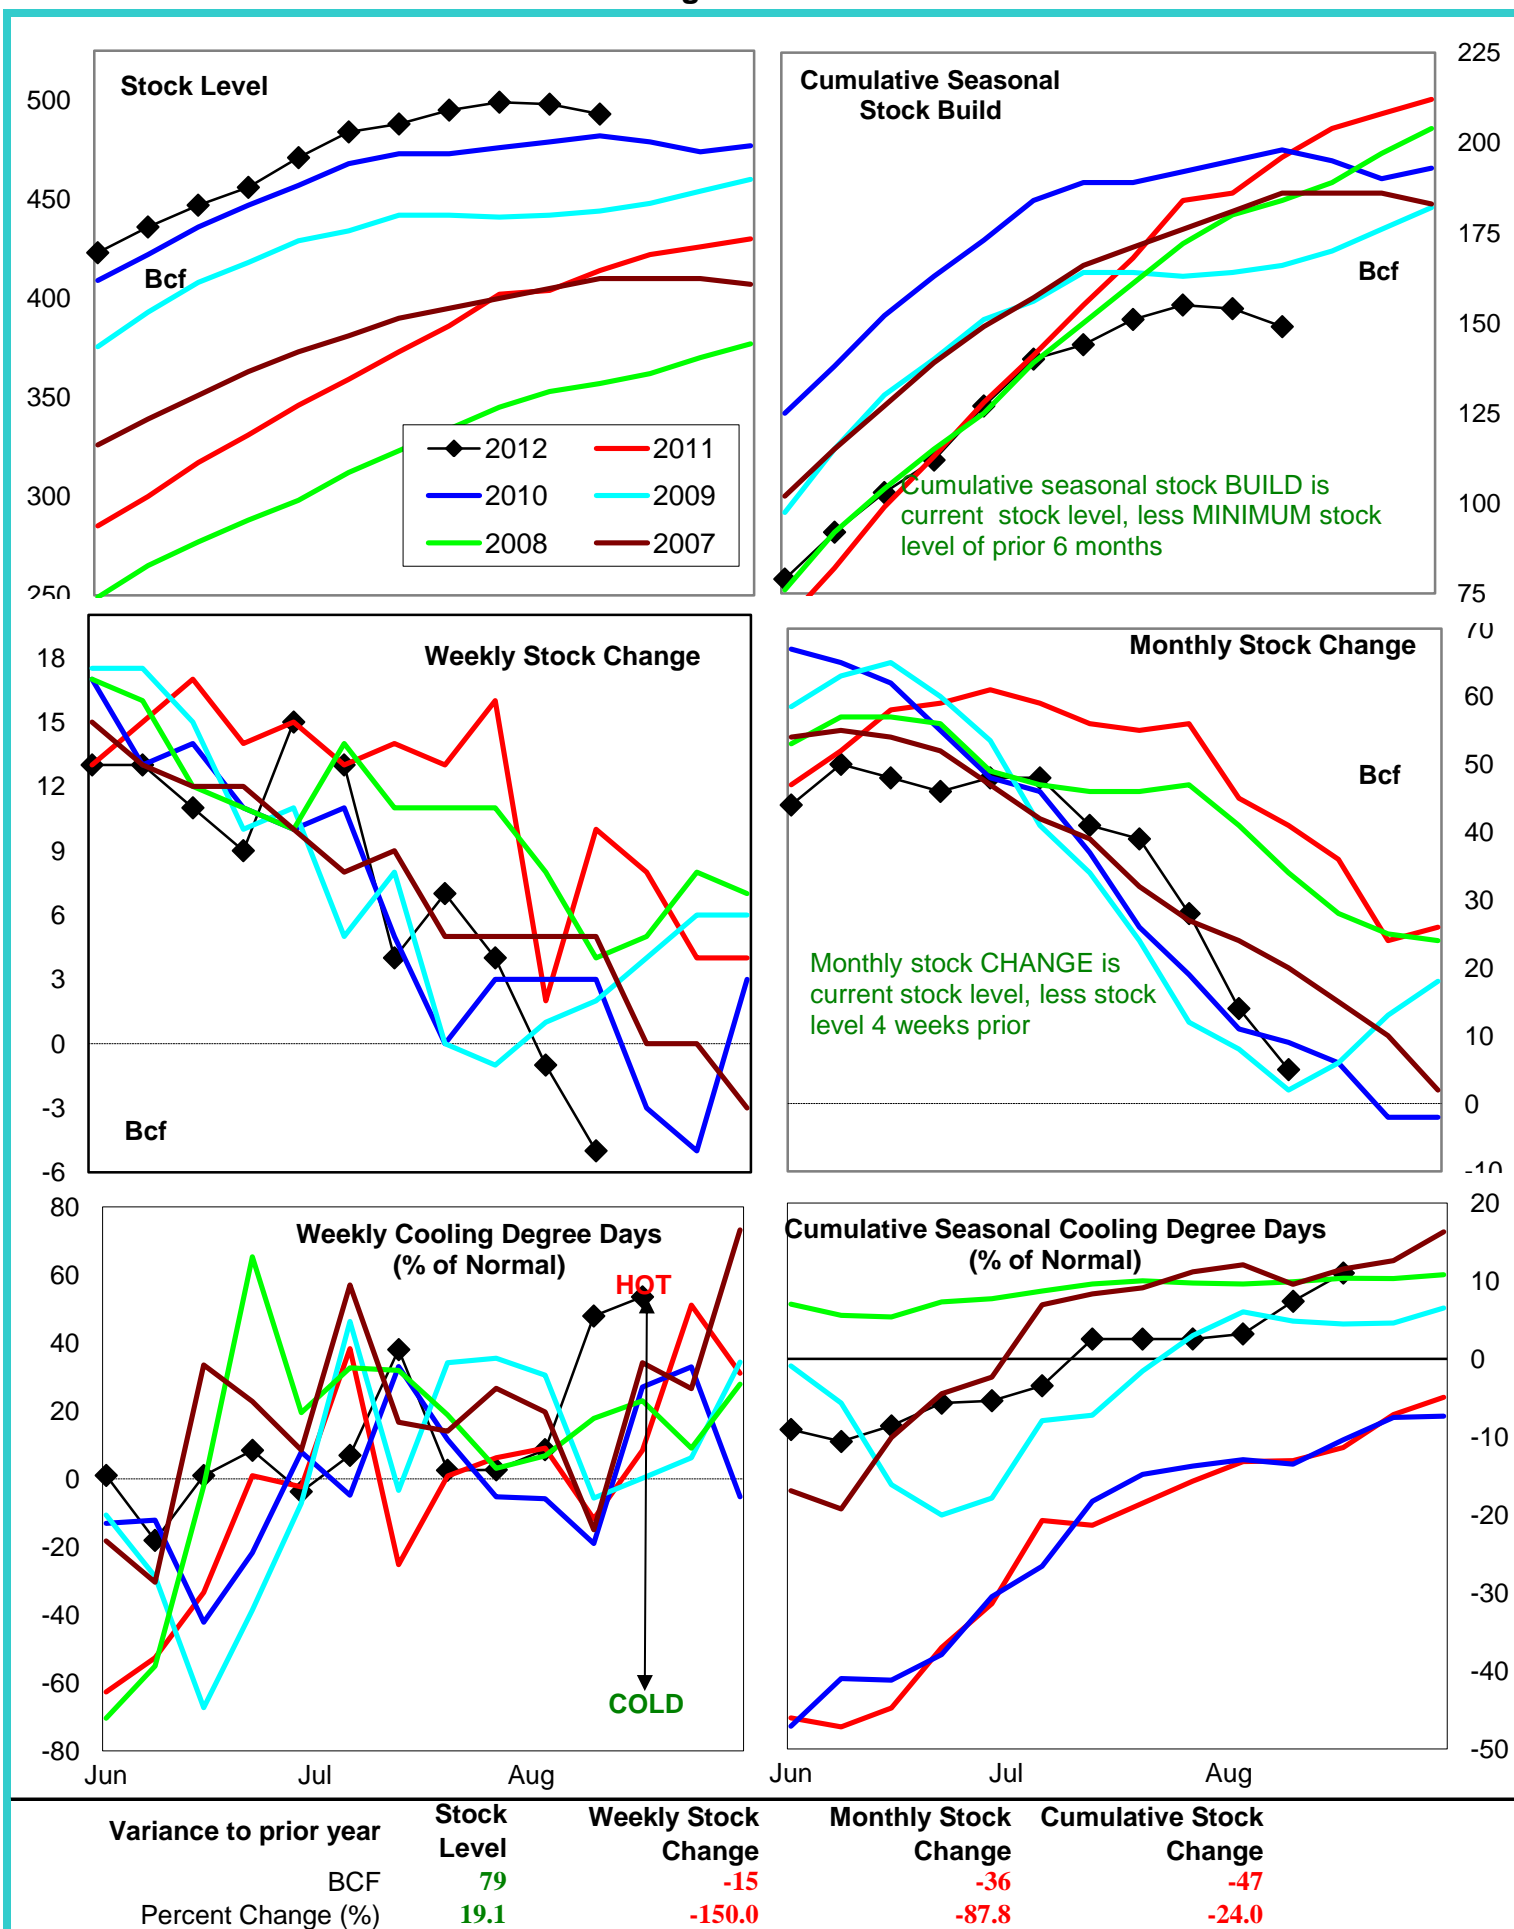 Stock Level
500
450
400
350
300
250
Bcf
2012
2011
2010
2009
2008
2007
Cumulative Seasonal
Stock Build
225
200
175
150
125
100
75
Bcf
Cumulative seasonal stock BUILD is
current stock level, less MINIMUM stock
level of prior 6 months
Weekly Stock Change
18
15
12
9
6
3
0
-3
-6
Bcf
Monthly Stock Change
70
60
50
40
30
20
10
0
-10
Bcf
Monthly stock CHANGE is
current stock level, less stock
level 4 weeks prior
Weekly Cooling Degree Days
(% of Normal)
HOT
COLD
80
60
40
20
0
-20
-40
-60
-80
Jun
Jul
Aug
Cumulative Seasonal Cooling Degree Days
(% of Normal)
20
10
0
-10
-20
-30
-40
-50
Jun
Jul
Aug
Variance to prior year
Stock
Level
Weekly Stock
Change
Monthly Stock
Change
Cumulative Stock
Change
BCF 79 -15 -36 -47
Percent Change (%) 19.1 -150.0 -87.8 -24.0